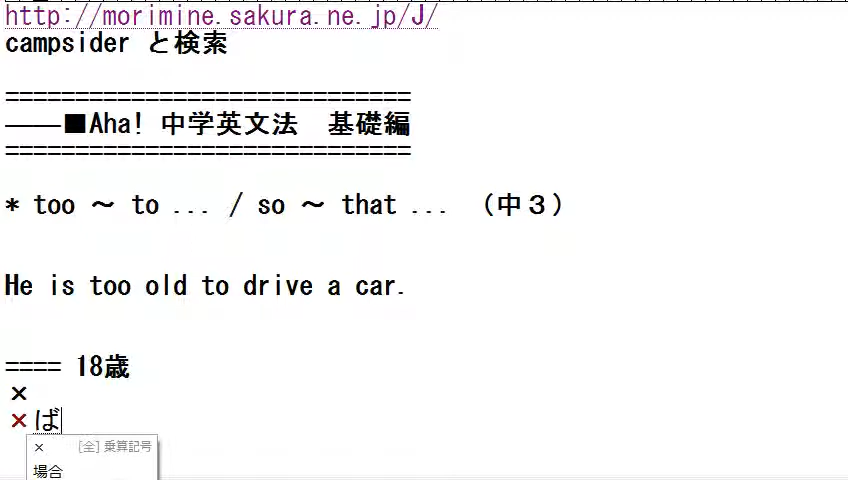 http://morimine.sakura.ne.jp/J/
campsider と検索
=============================
――■Aha! 中学英文法　基礎編
=============================
* too ～ to ... / so ～ that ... （中３）
He is too old to drive a car.
==== 18歳
×
×ば
× [全] 乗算記号
場合